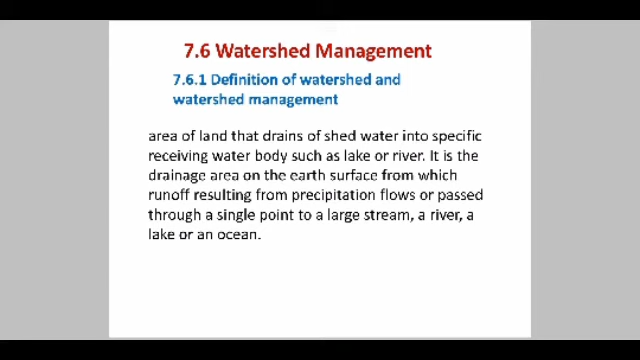 7.6 Watershed Management
7.6.1 Definition of watershed and
watershed management
area of land that drains of shed water into specific
receiving water body such as lake or river. It is the
drainage area on the earth surface from which
runoff resulting from precipitation flows or passed
through a single point to a large stream, a river, a
lake or an ocean.